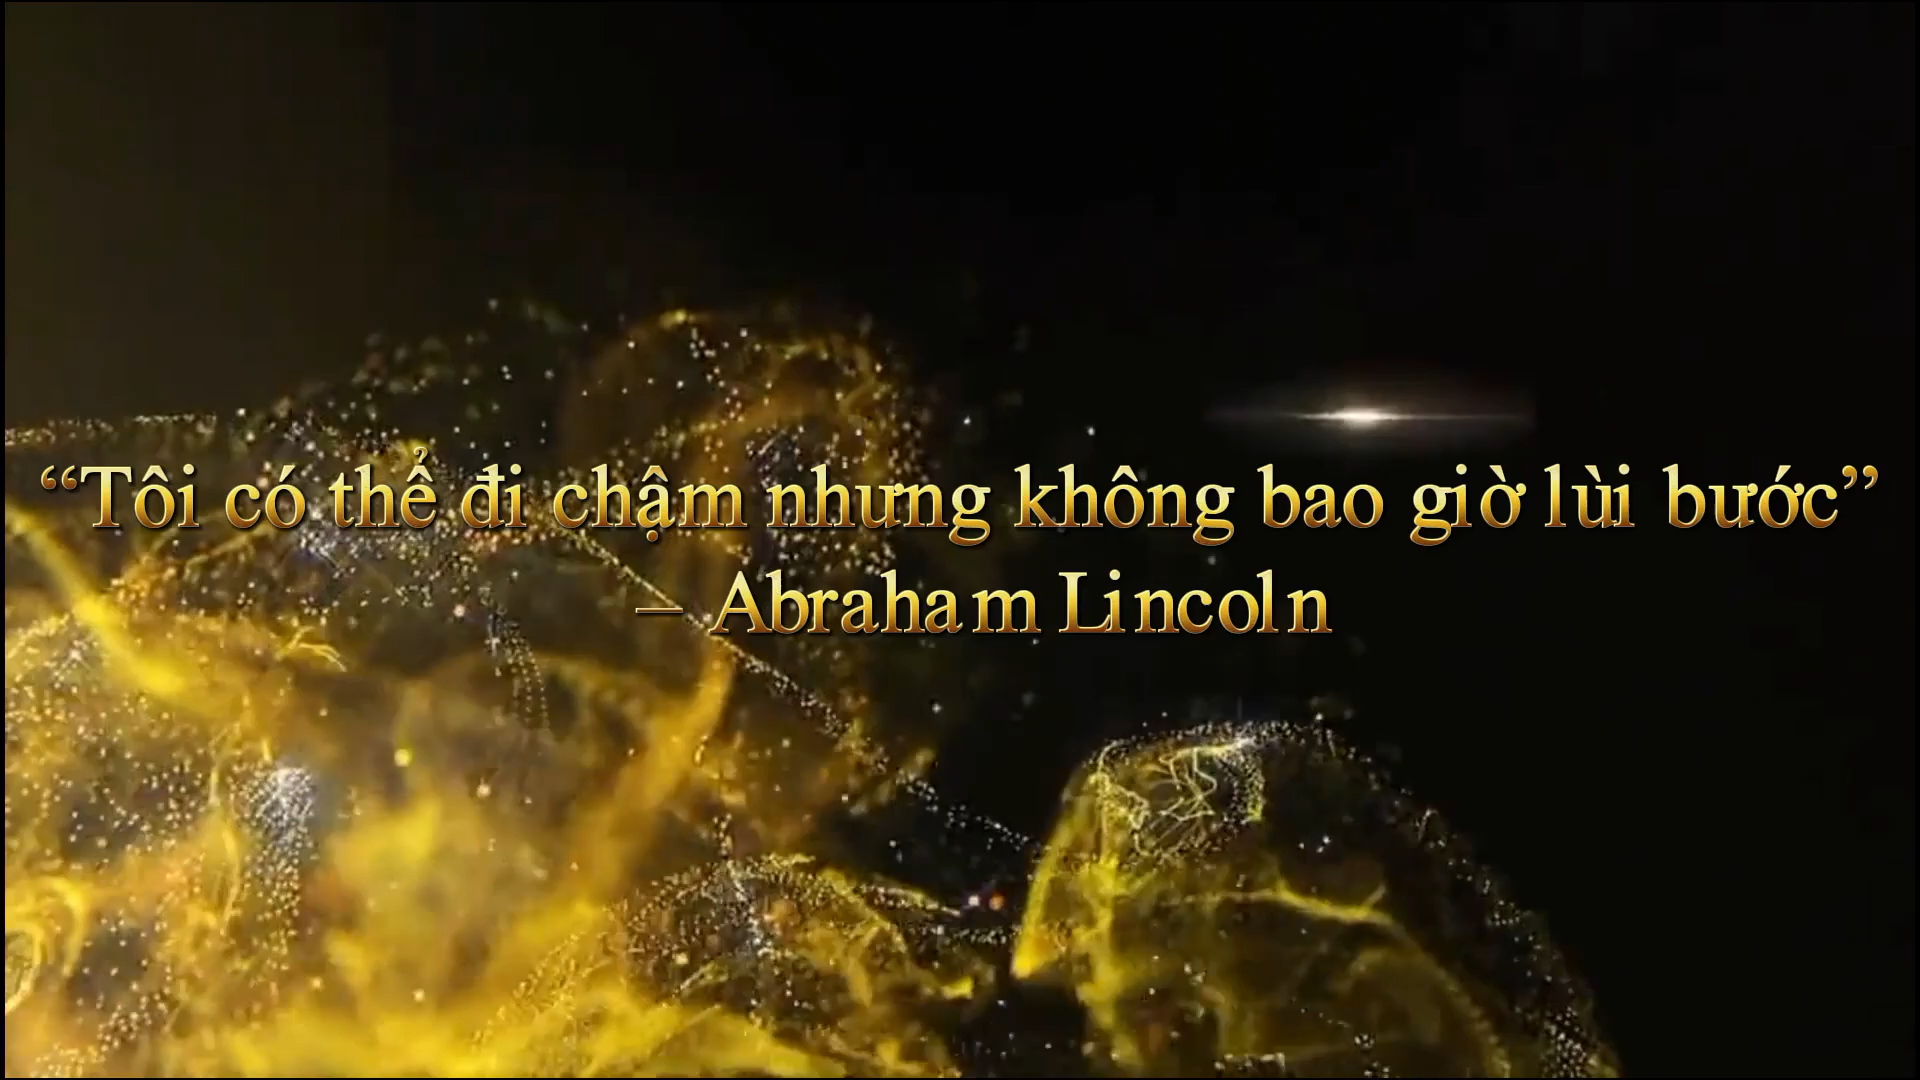 “Tôi có thể đi chậm nhưng không bao giờ lùi bước”
– Abraham Lincoln